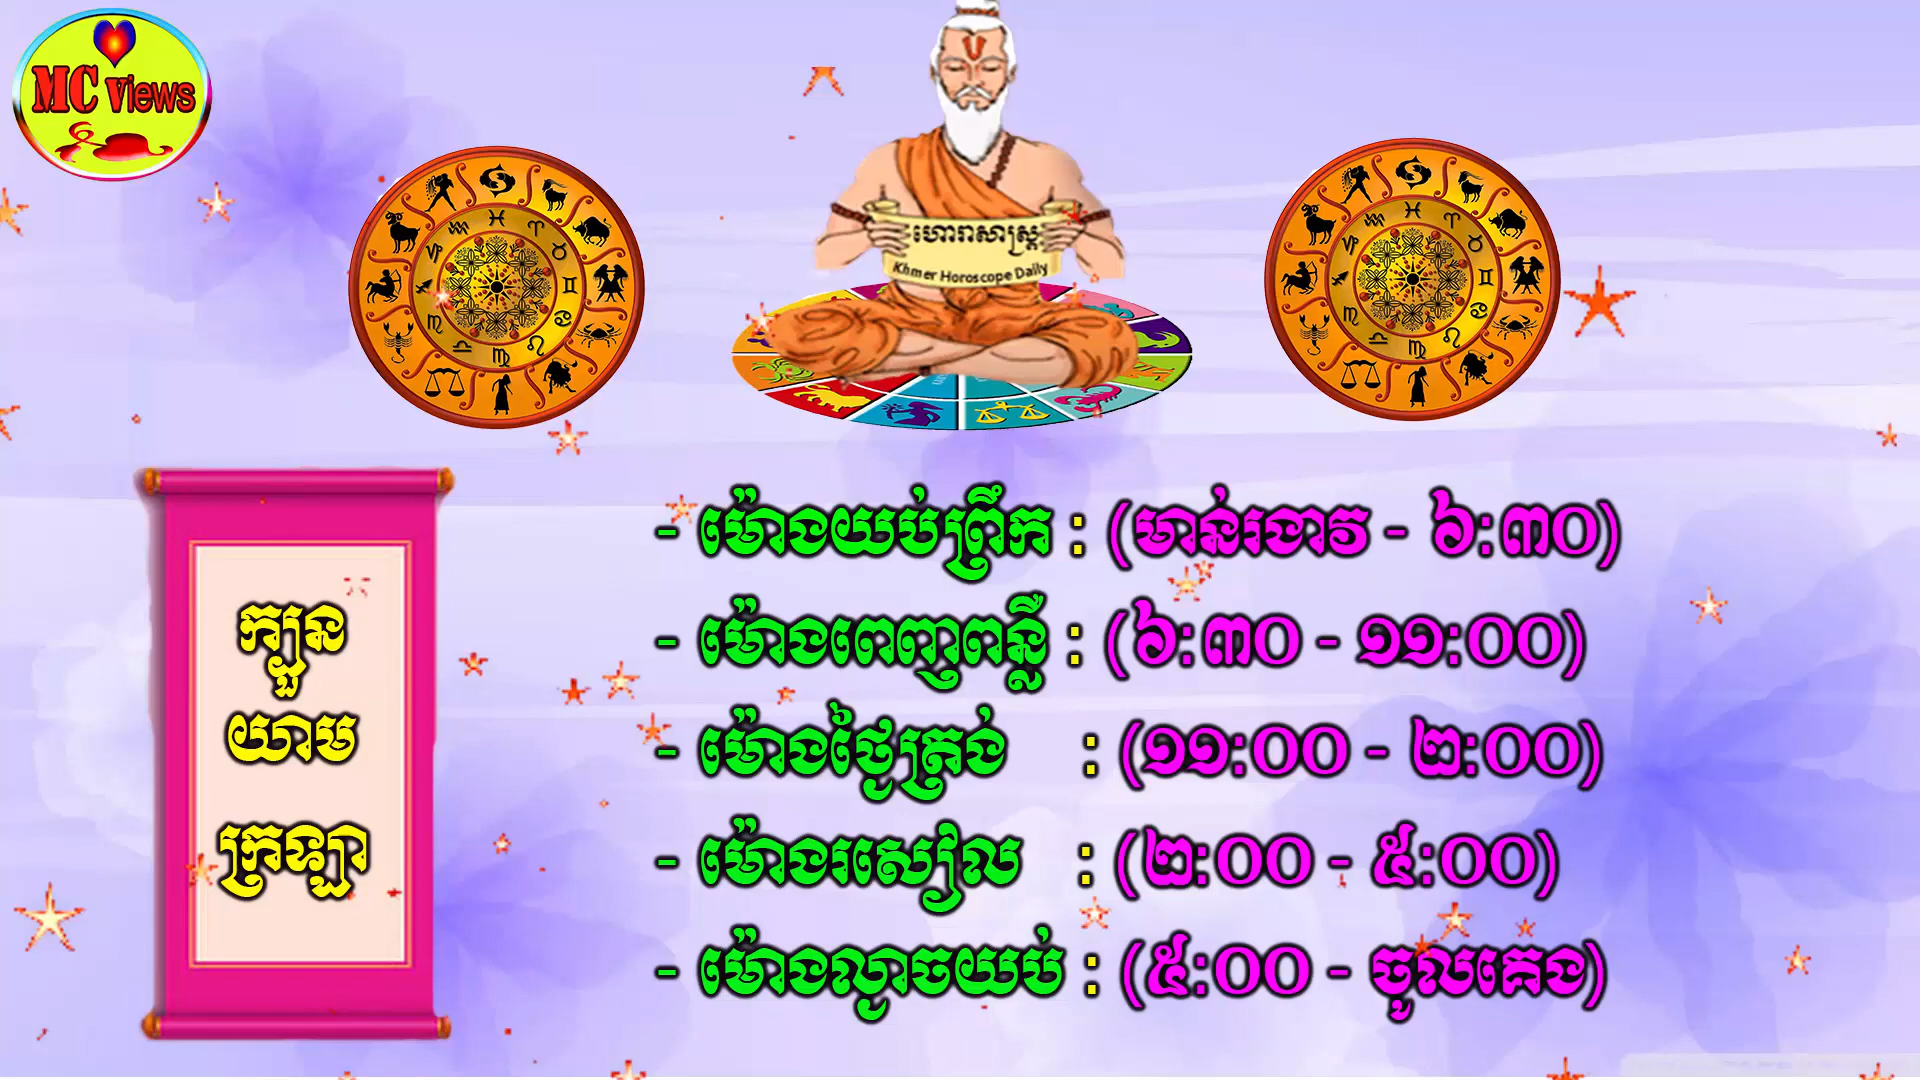 MC Views
ហោរាសាស្ត្រ
Khmer Horoscope Daily
ក្បួន
យាម
ក្រឡា
- ម៉ោងយប់ព្រឹក : (មាន់រងាវ - ៦:៣០)
- ម៉ោងពេញពន្លឺ : (៦:៣០ - ១១:០០)
- ម៉ោងថ្ងៃត្រង់ : (១១:០០ - ២:០០)
- ម៉ោងរសៀល : (២:០០ - ៥:០០)
- ម៉ោងល្ងាចយប់ : (៥:០០ - ចូលគេង)